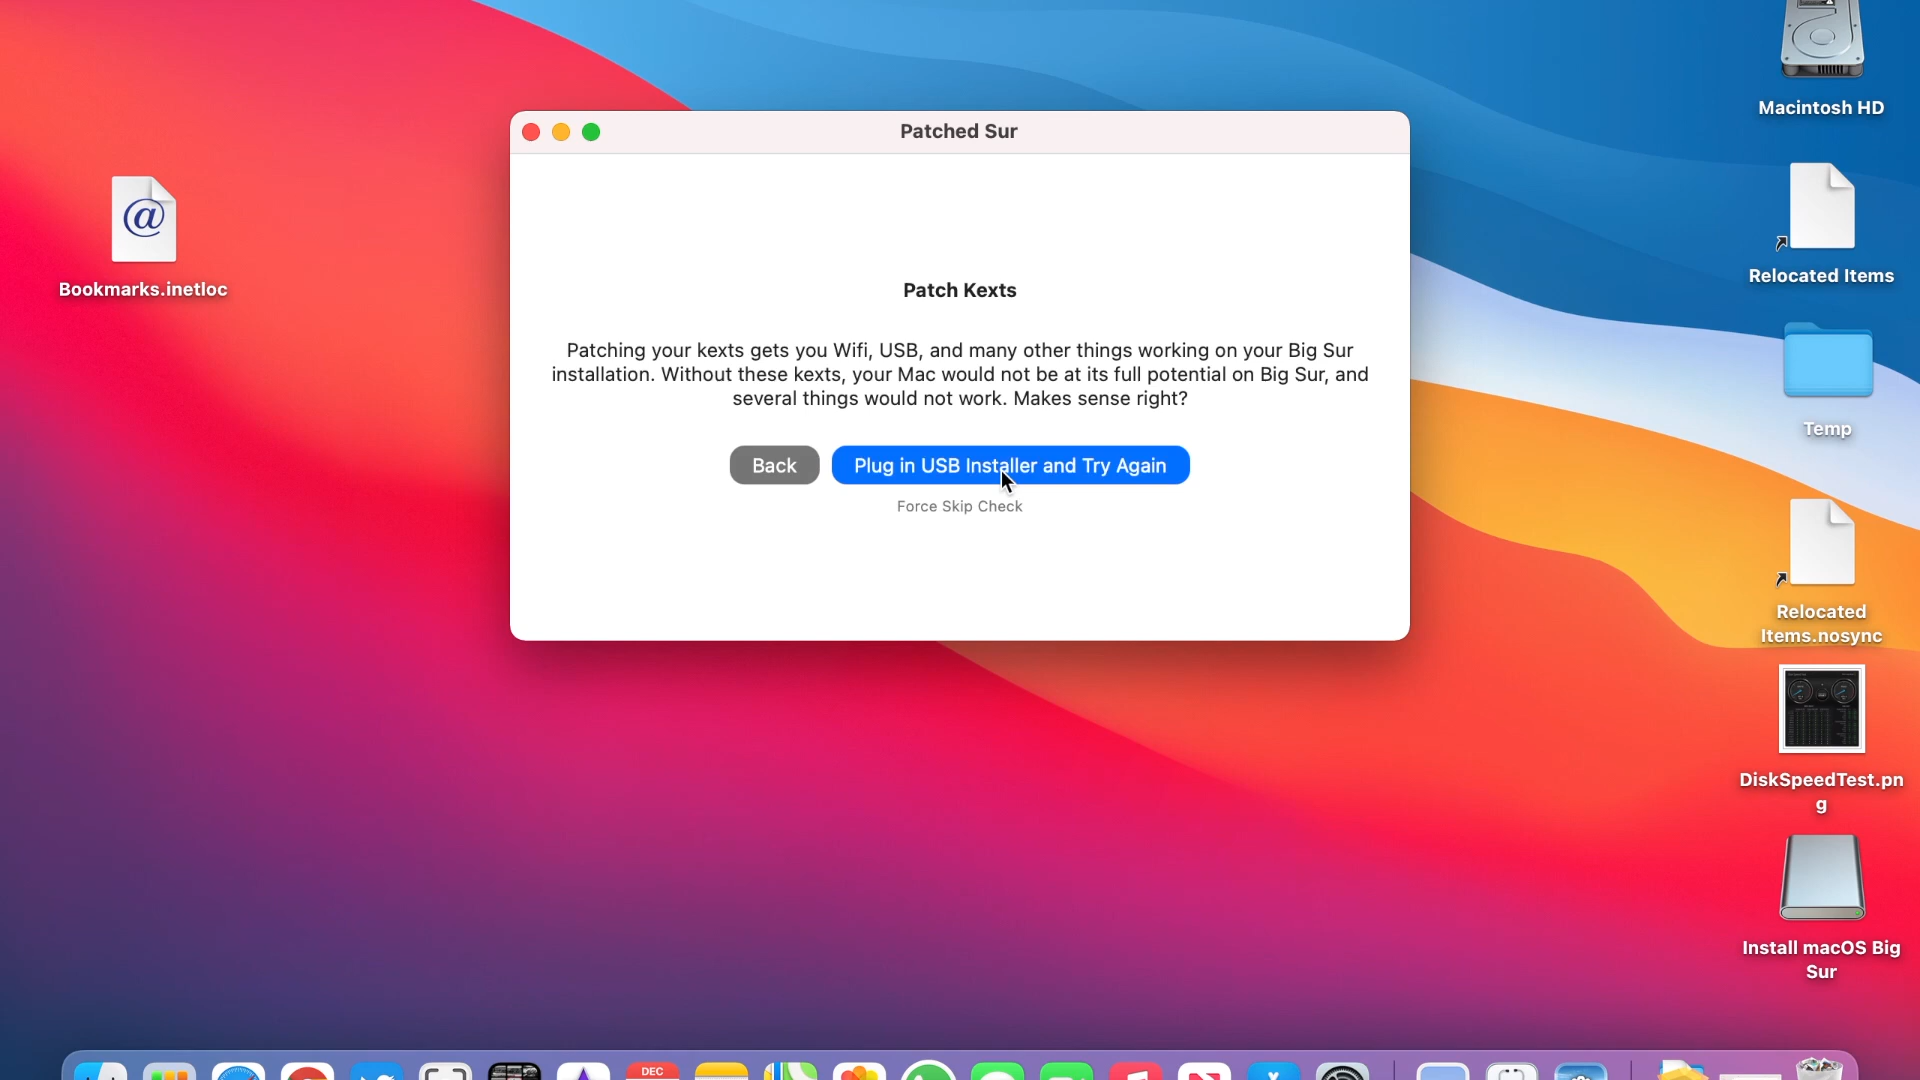 Patched Sur
Macintosh HD
Bookmarks.inetloc
Relocated Items
Patch Kexts
Patching your kexts gets you Wifi, USB, and many other things working on your Big Sur
installation. Without these kexts, your Mac would not be at its full potential on Big Sur, and
several things would not work. Makes sense right?
Back
Plug in USB Installer and Try Again
Force Skip Check
Temp
Relocated
Items.nosync
DiskSpeedTest.pn
g
Install macOS Big
Sur
DEC